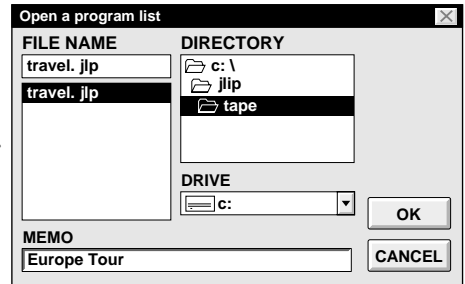 Open a program list
FILE NAME
travel. jlp
travel. jlp
DIRECTORY
c: \
jlip
tape
DRIVE
c:
OK
MEMO
Europe Tour
CANCEL